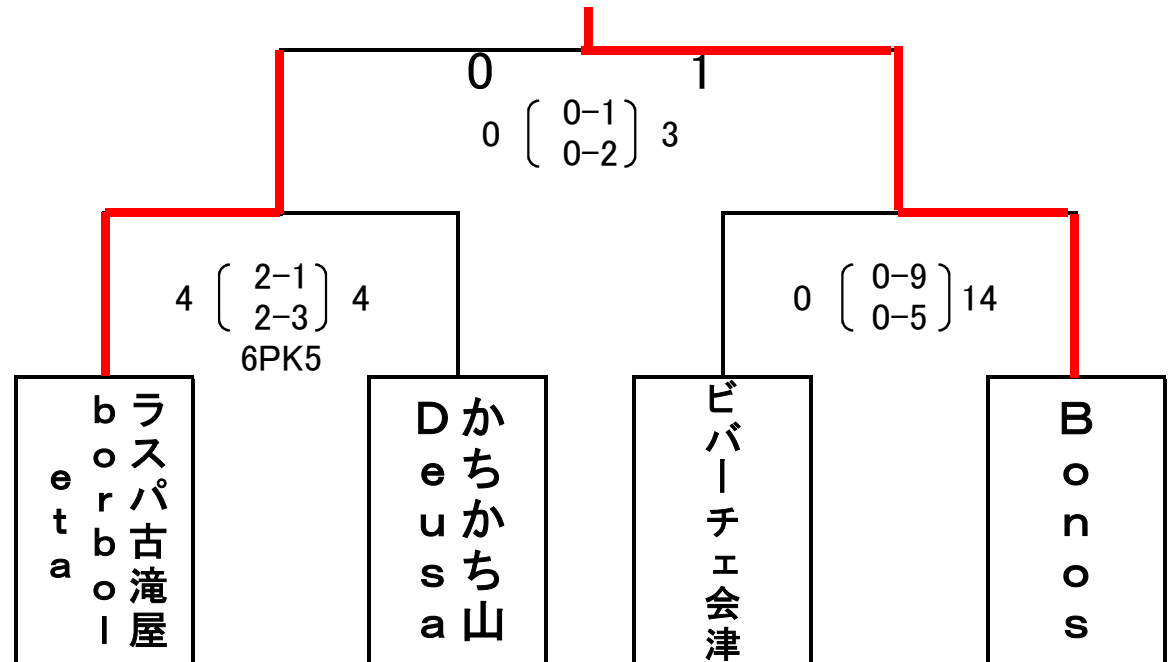 0 1
0 0-1 3
0-2
4 2-1 4
2-3
6PK5
0 0-9 14
0-5
ラスパ古滝屋
borbol
eta
かちかち山
Deusa
ビバーチェ会津
Bonos